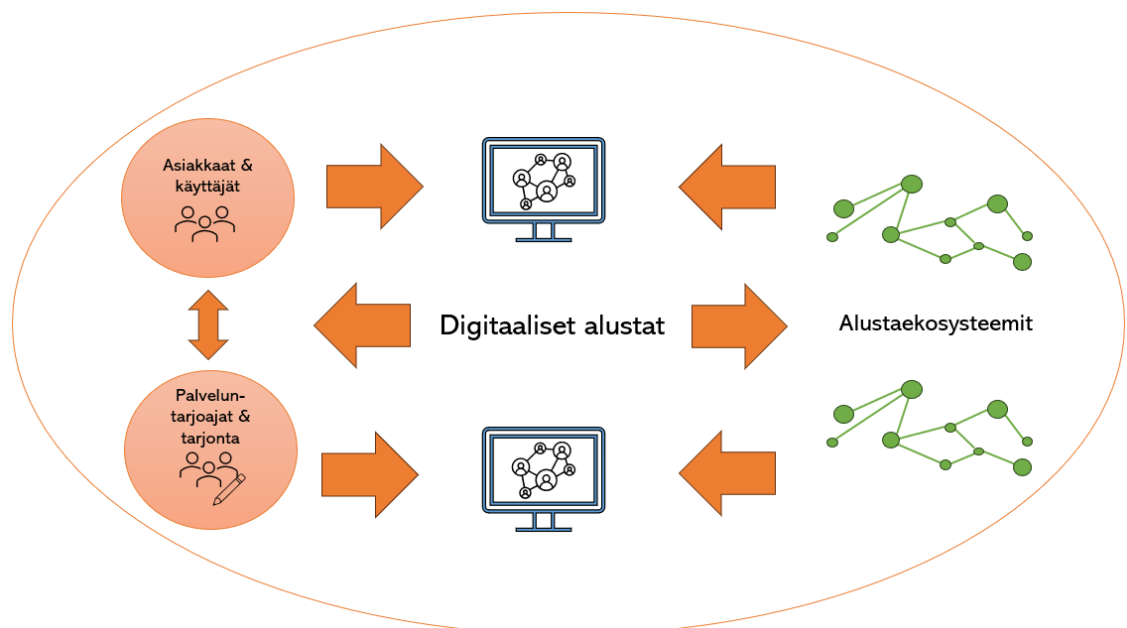 Asiakkaat &
käyttäjät
Digitaaliset alustat
Alustaekosysteemit
Palvelun-
tarjoajat &
tarjonta